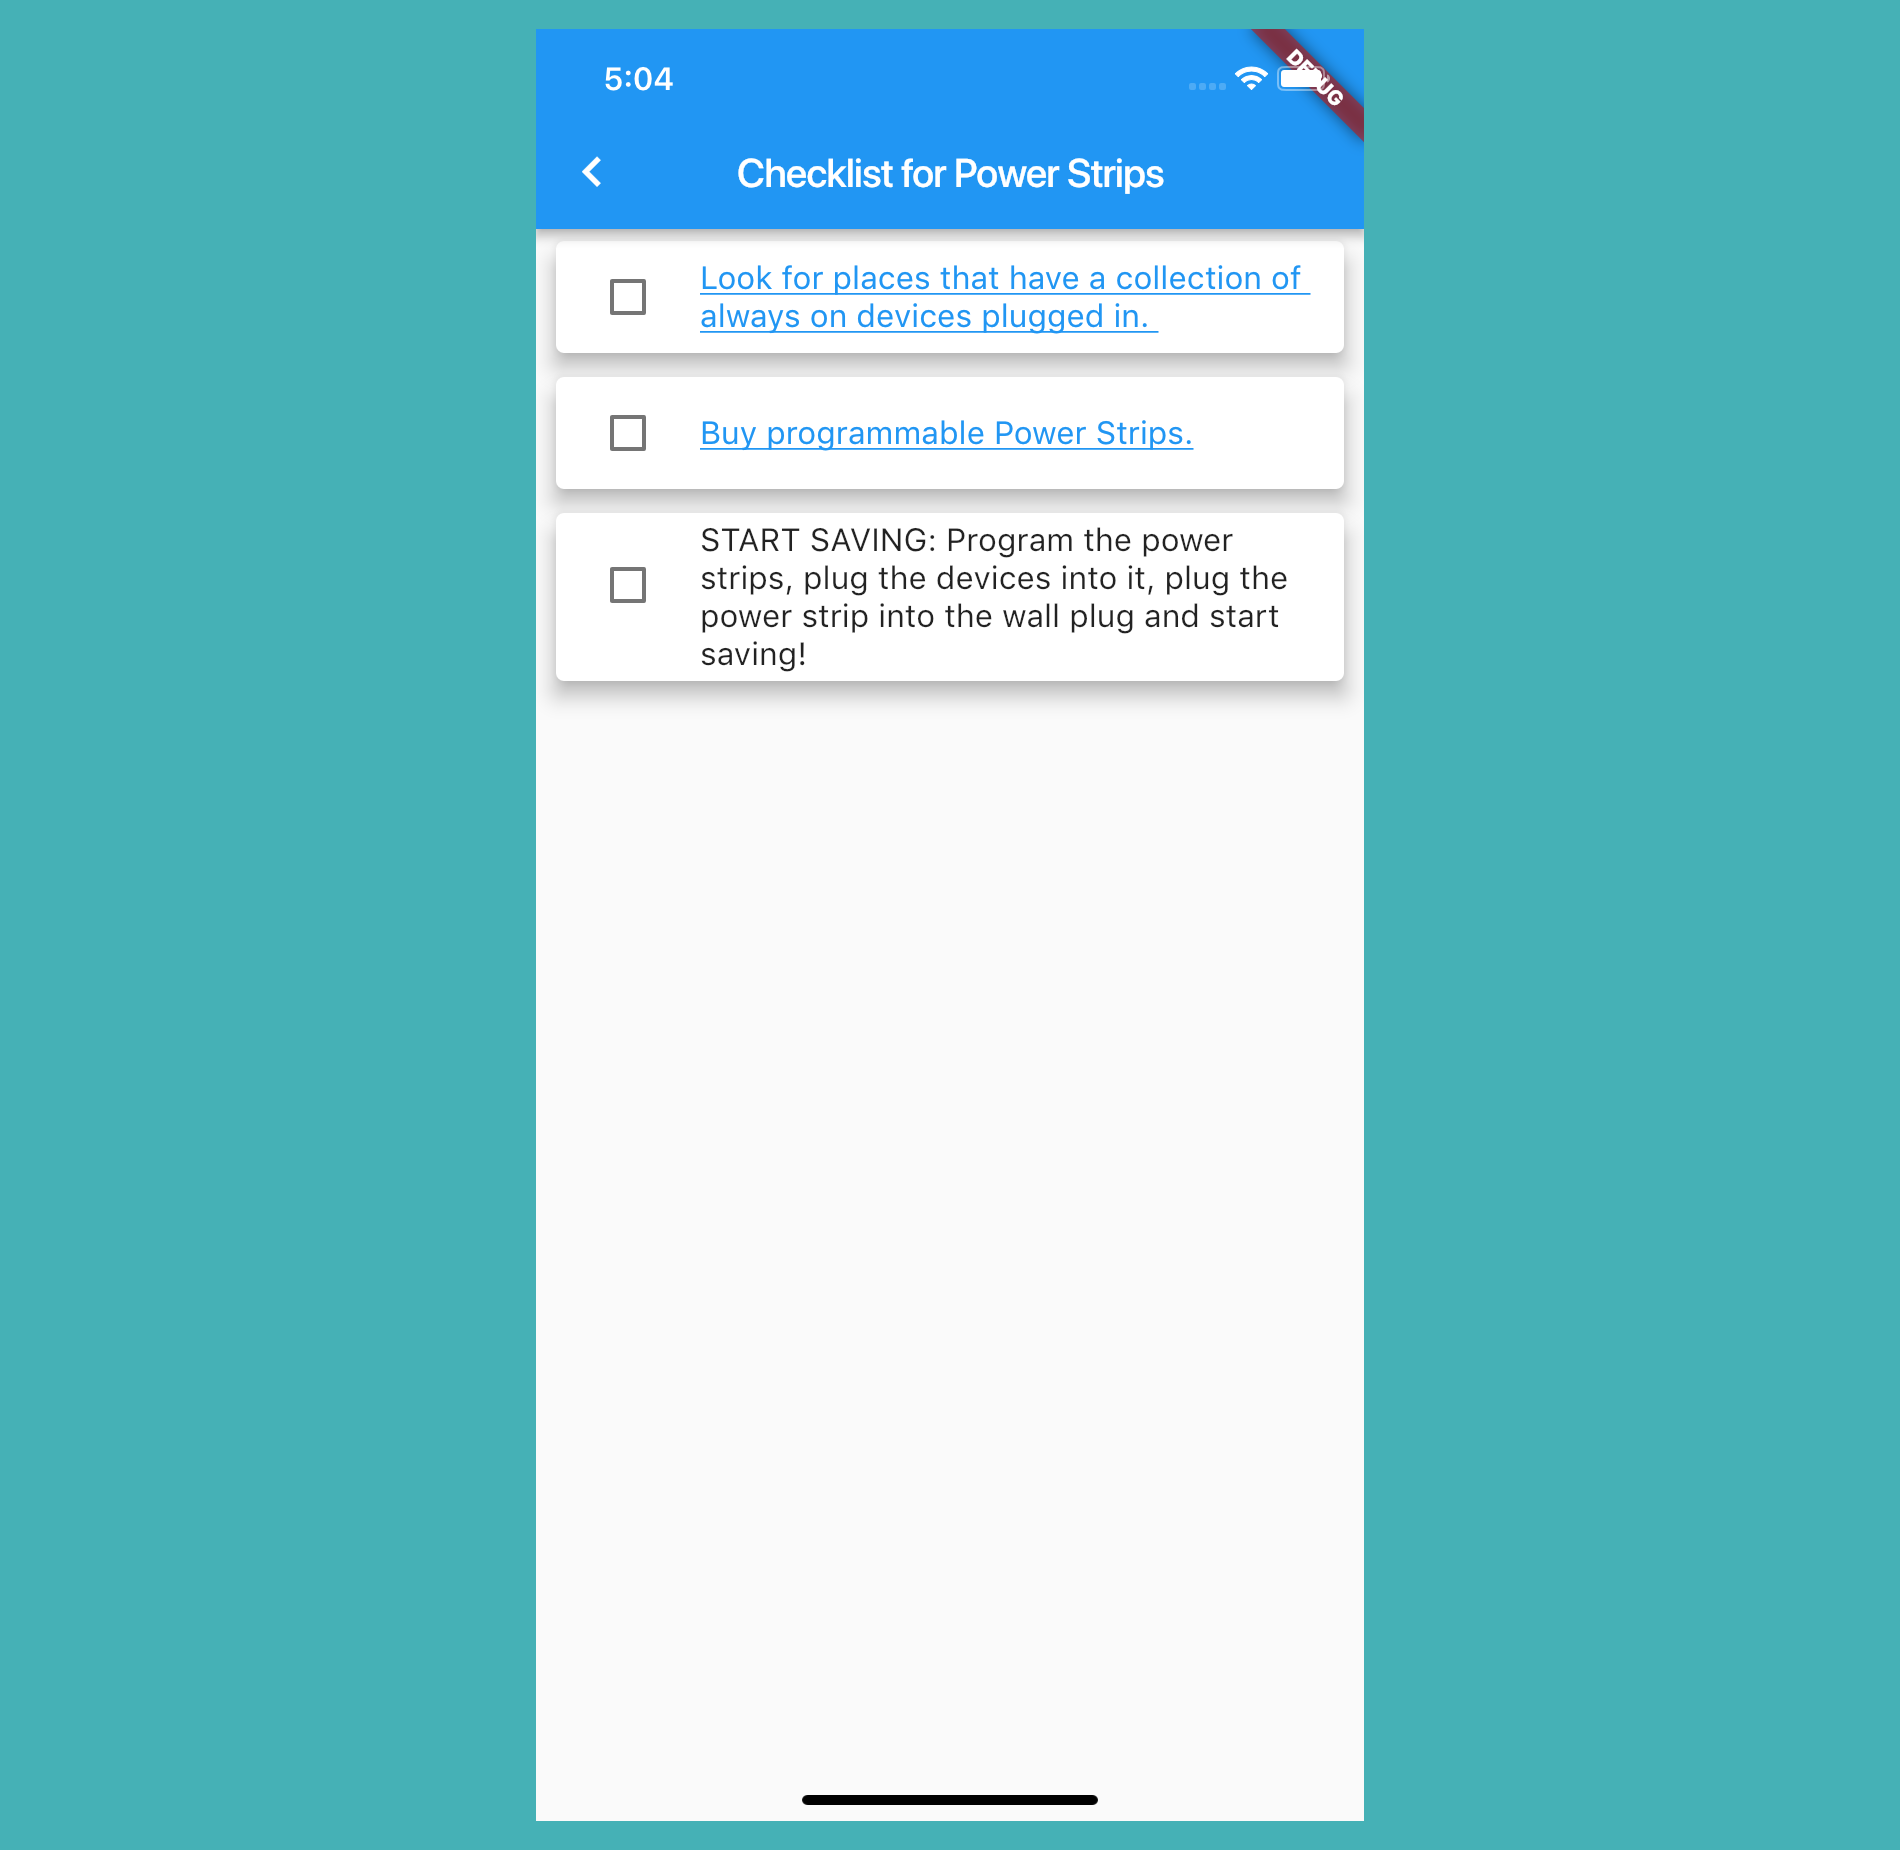 5:04
DEBUG
Checklist for Power Strips
Look for places that have a collection of
always on devices plugged in.
Buy programmable Power Strips.
START SAVING: Program the power
strips, plug the devices into it, plug the
power strip into the wall plug and start
saving!